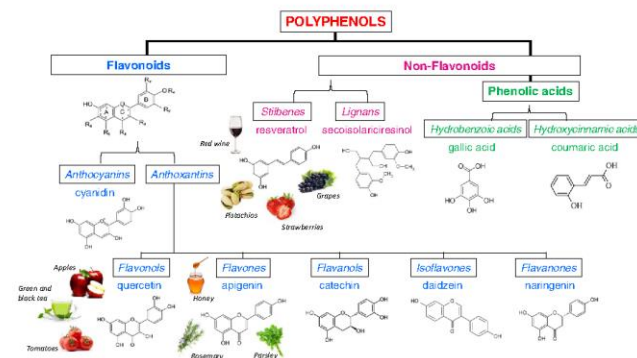 POLYPHENOLS
Flavonoids
Non-Flavonoids
Phenolic acids
Stilbenes
resveratrol
Lignans
secoisolariciresinol
Hydrobenzoic acids
gallic acid
Hydroxycinnamic acids
coumaric acid
Red wine
Anthocyanins
cyanidin
Anthoxantins
Pistachios
Strawberries
Grapes
Apples
Green and
black tea
Tomatoes
Flavonols
quercetin
Honey
Rosemary
Flavones
apigenin
Parsley
Flavanols
catechin
Isoflavones
daidzein
Flavanones
naringenin